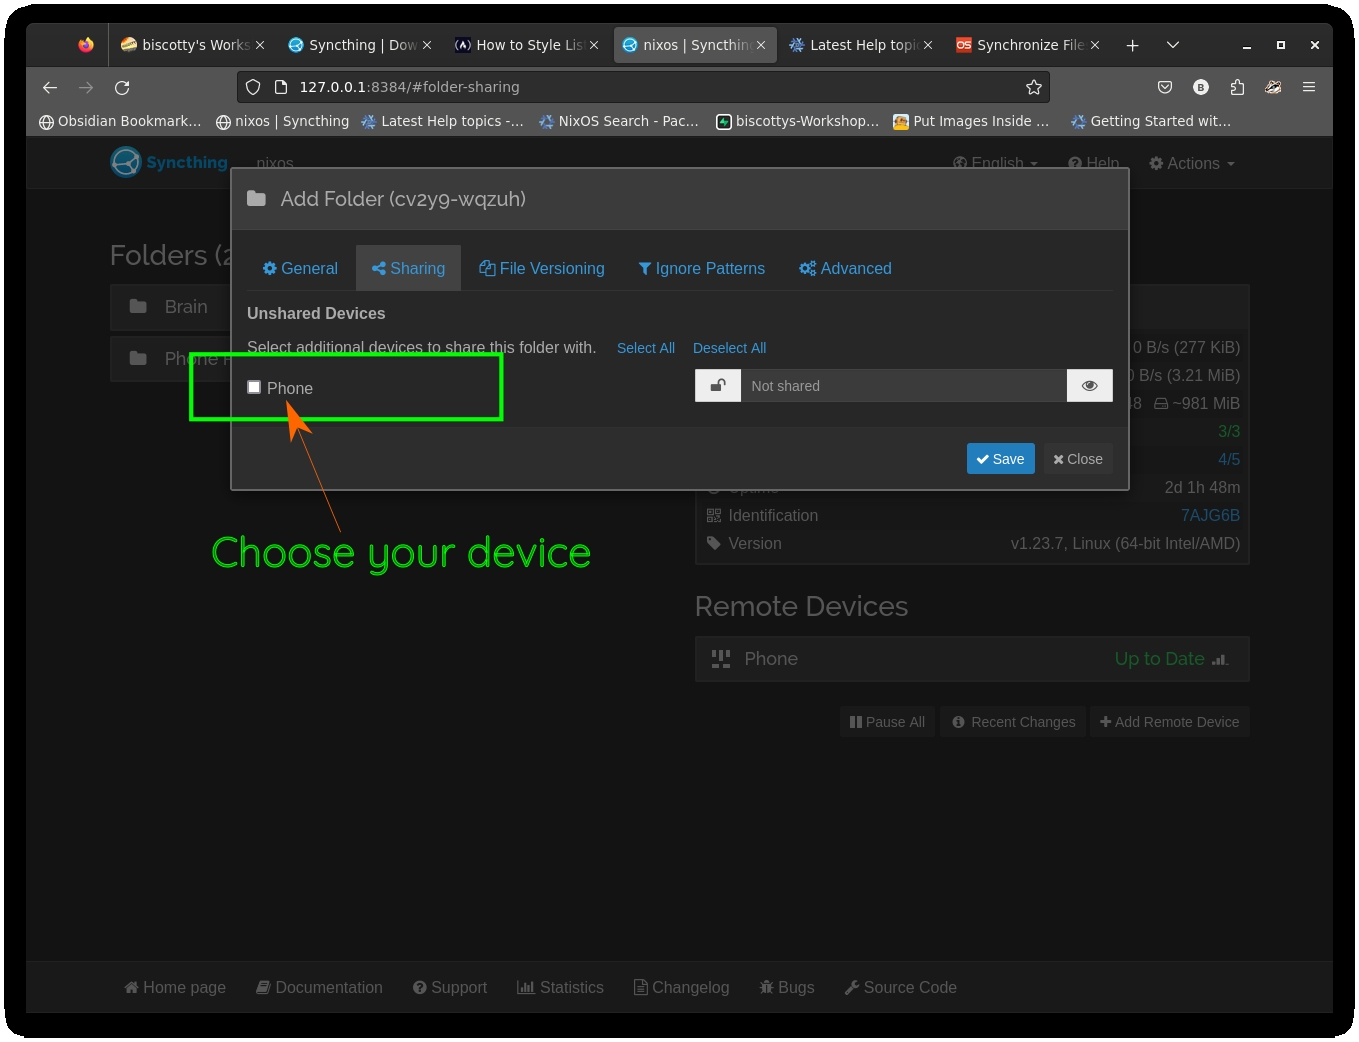 biscotty's Works
Syncthing | Dow
How to Style Lis
nixos | Syncthing
Latest Help topi
Synchronize File
127.0.0.1:8384/#folder-sharing
Obsidian Bookmark...
nixos | Syncthing
Latest Help topics -...
NixOS Search - Pac...
biscottys-Workshop...
Put Images Inside ...
Getting Started wit...
Syncthing
nixos
English
Help
Actions
Add Folder (cv2y9-wqzuh)
General
Sharing
File Versioning
Ignore Patterns
Advanced
Unshared Devices
Select additional devices to share this folder with.
Select All
Deselect All
Phone
Not shared
Save
Close
Choose your device
Folders (2
Brain
Phone
0 B/s (277 KiB)
0 B/s (3.21 MiB)
48
~981 MiB
3/3
4/5
Uptime
2d 1h 48m
Identification
7AJG6B
Version
v1.23.7, Linux (64-bit Intel/AMD)
Remote Devices
Phone
Up to Date
Pause All
Recent Changes
Add Remote Device
Home page
Documentation
Support
Statistics
Changelog
Bugs
Source Code